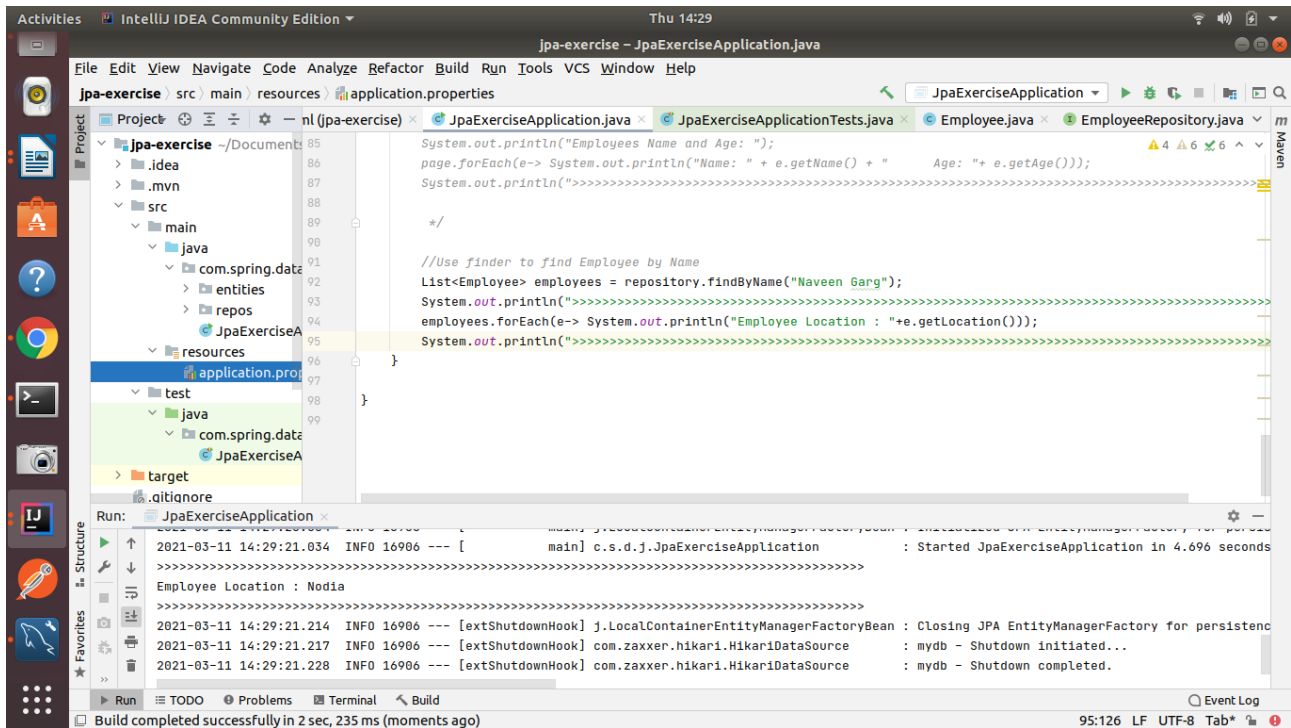 Activities IntelliJ IDEA Community Edition Thu 14:29
jpa-exercise – JpaExerciseApplication.java
File Edit View Navigate Code Analyze Refactor Build Run Tools VCS Window Help
jpa-exercise src main resources application.properties JpaExerciseApplication
Project nl (jpa-exercise) JpaExerciseApplication.java JpaExerciseApplicationTests.java Employee.java EmployeeRepository.java m
Project
Maven
Structure
Favorites
jpa-exercise ~/Document
.idea
.mvn
src
main
java
com.spring.data
entities
repos
JpaExerciseA
resources
application.prop
test
java
com.spring.data
JpaExerciseA
target
.gitignore
4 6 6
85 System.out.println("Employees Name and Age: ");
86 page.forEach(e-> System.out.println("Name: " + e.getName() + " Age: "+ e.getAge()));
87 System.out.println(">>>>>>>>>>>>>>>>>>>>>>>>>>>>>>>>>>>>>>>>>>>>>>>>>>>>>>>>>>>>>>>>>>>>>>>>>>>>>>>>>>>>>>>>>>>
88
89 */
90
91 //Use finder to find Employee by Name
92 List<Employee> employees = repository.findByName("Naveen Garg");
93 System.out.println(">>>>>>>>>>>>>>>>>>>>>>>>>>>>>>>>>>>>>>>>>>>>>>>>>>>>>>>>>>>>>>>>>>>>>>>>>>>>>>>>>>>>>>>>>>>>>
94 employees.forEach(e-> System.out.println("Employee Location : "+e.getLocation()));
95 System.out.println(">>>>>>>>>>>>>>>>>>>>>>>>>>>>>>>>>>>>>>>>>>>>>>>>>>>>>>>>>>>>>>>>>>>>>>>>>>>>>>>>>>>>>>>>>>>>>
96 }
97
98 }
99
Run: JpaExerciseApplication
2021-03-11 14:29:21.034 INFO 16906 --- [ main] c.s.d.j.JpaExerciseApplication : Started JpaExerciseApplication in 4.696 seconds
>>>>>>>>>>>>>>>>>>>>>>>>>>>>>>>>>>>>>>>>>>>>>>>>>>>>>>>>>>>>>>>>>>>>>>>>>>>>>>>>>>>>>>>>>>>>>>
Employee Location : Nodia
>>>>>>>>>>>>>>>>>>>>>>>>>>>>>>>>>>>>>>>>>>>>>>>>>>>>>>>>>>>>>>>>>>>>>>>>>>>>>>>>>>>>>>>>>>>>>>
2021-03-11 14:29:21.214 INFO 16906 --- [extShutdownHook] j.LocalContainerEntityManagerFactoryBean : Closing JPA EntityManagerFactory for persistenc
2021-03-11 14:29:21.217 INFO 16906 --- [extShutdownHook] com.zaxxer.hikari.HikariDataSource : mydb - Shutdown initiated...
2021-03-11 14:29:21.228 INFO 16906 --- [extShutdownHook] com.zaxxer.hikari.HikariDataSource : mydb - Shutdown completed.
Run TODO Problems Terminal Build Event Log
Build completed successfully in 2 sec, 235 ms (moments ago) 95:126 LF UTF-8 Tab*